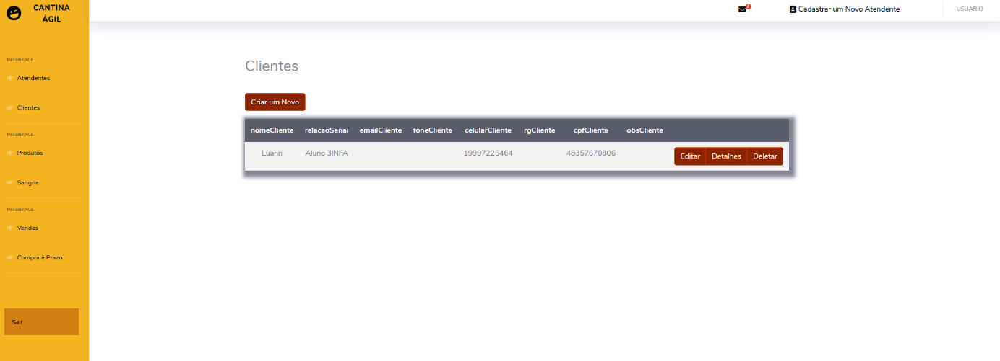 CANTINA
ÁGIL
7
Cadastrar um Novo Atendente
USUARIO
INTERFACE
Atendentes
Clientes
INTERFACE
Produtos
Sangria
INTERFACE
Vendas
Compra à Prazo
Sair
Clientes
Criar um Novo
nomeCliente relacaoSenai emailCliente foneCliente celularCliente rgCliente cpfCliente obsCliente
Luann Aluno 3INFA 19997225464 48357670806 Editar Detalhes Deletar